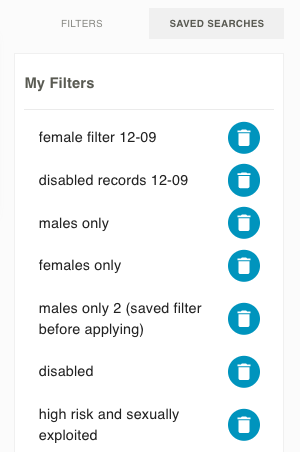 FILTERS
SAVED SEARCHES
My Filters
female filter 12-09
disabled records 12-09
males only
females only
males only 2 (saved filter
before applying)
disabled
high risk and sexually
exploited